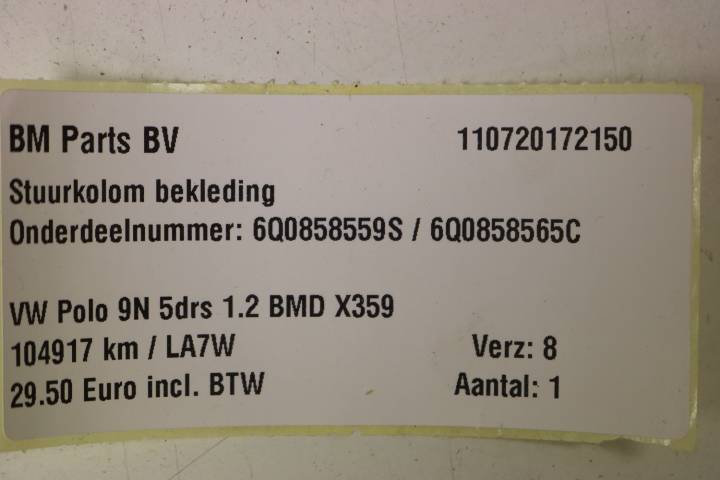 BM Parts BV 110720172150
Stuurkolom bekleding
Onderdeelnummer: 6Q0858559S / 6Q0858565C
VW Polo 9N 5drs 1.2 BMD X359
104917 km / LA7W Verz: 8
29.50 Euro incl. BTW Aantal: 1